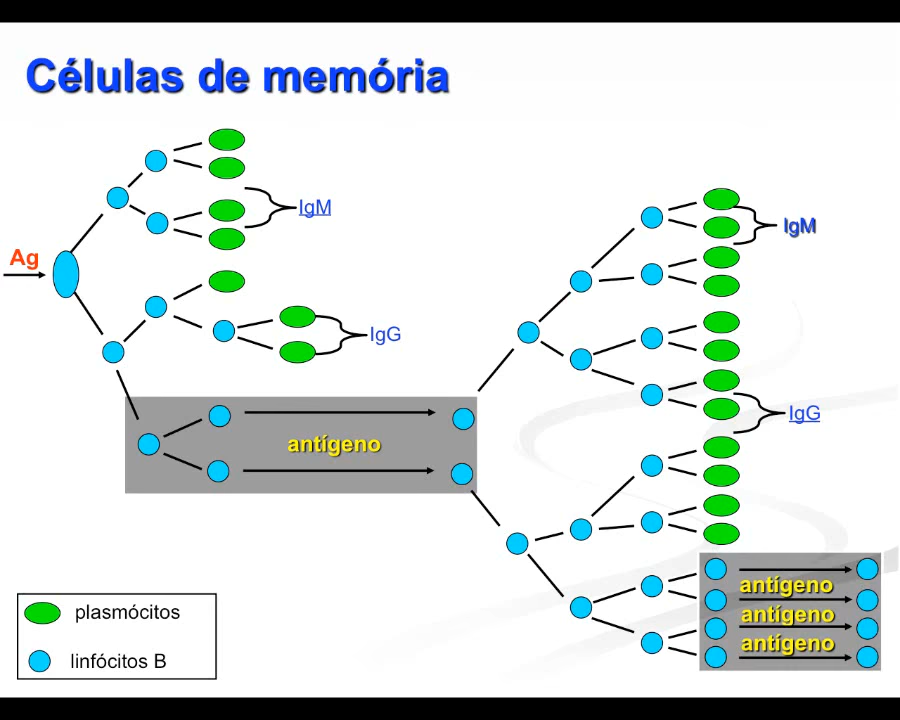 Células de memória
IgM
Ag
IgG
antígeno
IgM
IgG
antígeno
antígeno
antígeno
plasmócitos
linfócitos B